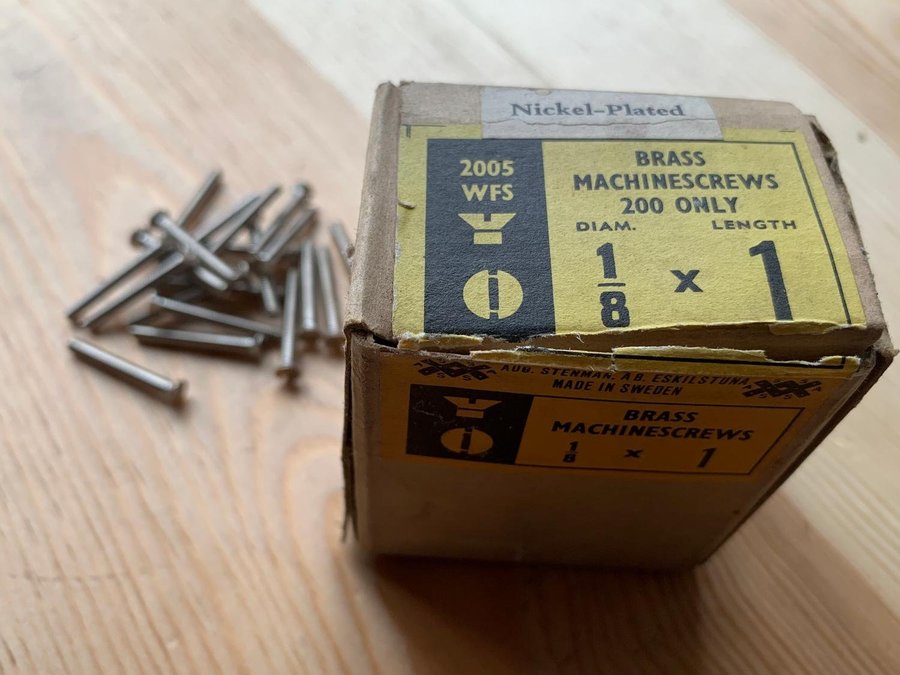 Nickel-Plated
2005
WFS
BRASS
MACHINESCREWS
200 ONLY
DIAM. LENGTH
1/8 x 1
AUG. STENMAN. A.B. ESKILSTUNA
MADE IN SWEDEN
BRASS
MACHINESCREWS
1/8 x 1